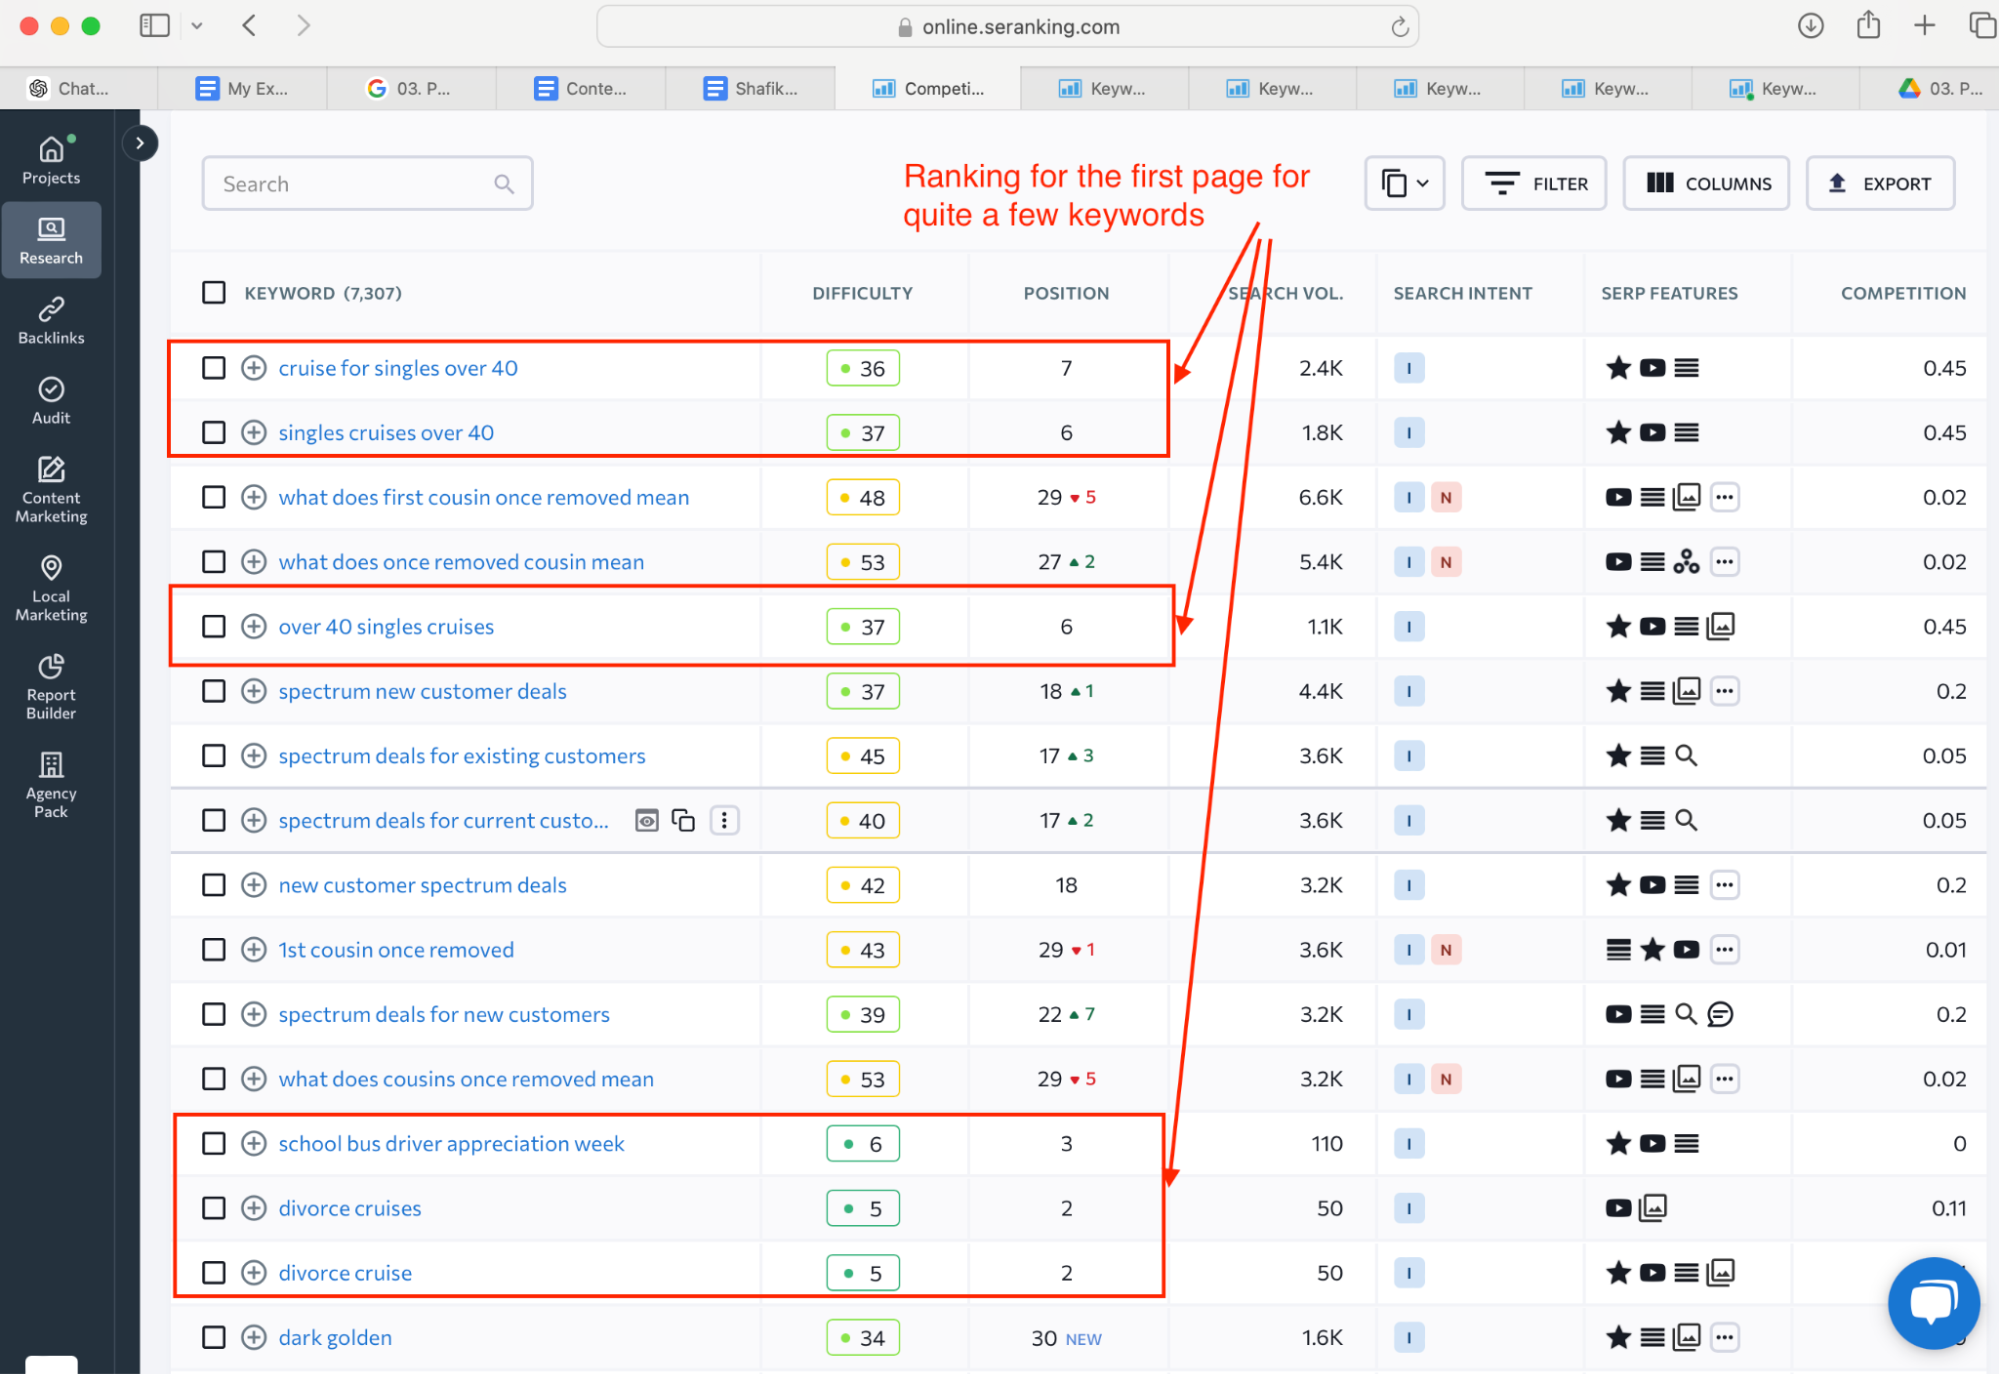 online.seranking.com
Chat...
My Ex...
03. P...
Conte...
Shafik...
Competi...
Keyw...
Keyw...
Keyw...
Keyw...
Keyw...
03. P...
Projects
Research
Backlinks
Audit
Content
Marketing
Local
Marketing
Report
Builder
Agency
Pack
Search
Ranking for the first page for
quite a few keywords
FILTER
COLUMNS
EXPORT
KEYWORD (7,307) DIFFICULTY POSITION SEARCH VOL. SEARCH INTENT SERP FEATURES COMPETITION
cruise for singles over 40 36 7 2.4K I 0.45
singles cruises over 40 37 6 1.8K I 0.45
what does first cousin once removed mean 48 29 5 6.6K I N 0.02
what does once removed cousin mean 53 27 2 5.4K I N 0.02
over 40 singles cruises 37 6 1.1K I 0.45
spectrum new customer deals 37 18 1 4.4K I 0.2
spectrum deals for existing customers 45 17 3 3.6K I 0.05
spectrum deals for current custo... 40 17 2 3.6K I 0.05
new customer spectrum deals 42 18 3.2K I 0.2
1st cousin once removed 43 29 1 3.6K I N 0.01
spectrum deals for new customers 39 22 7 3.2K I 0.2
what does cousins once removed mean 53 29 5 3.2K I N 0.02
school bus driver appreciation week 6 3 110 I 0
divorce cruises 5 2 50 I 0.11
divorce cruise 5 2 50 I
dark golden 34 30 NEW 1.6K I